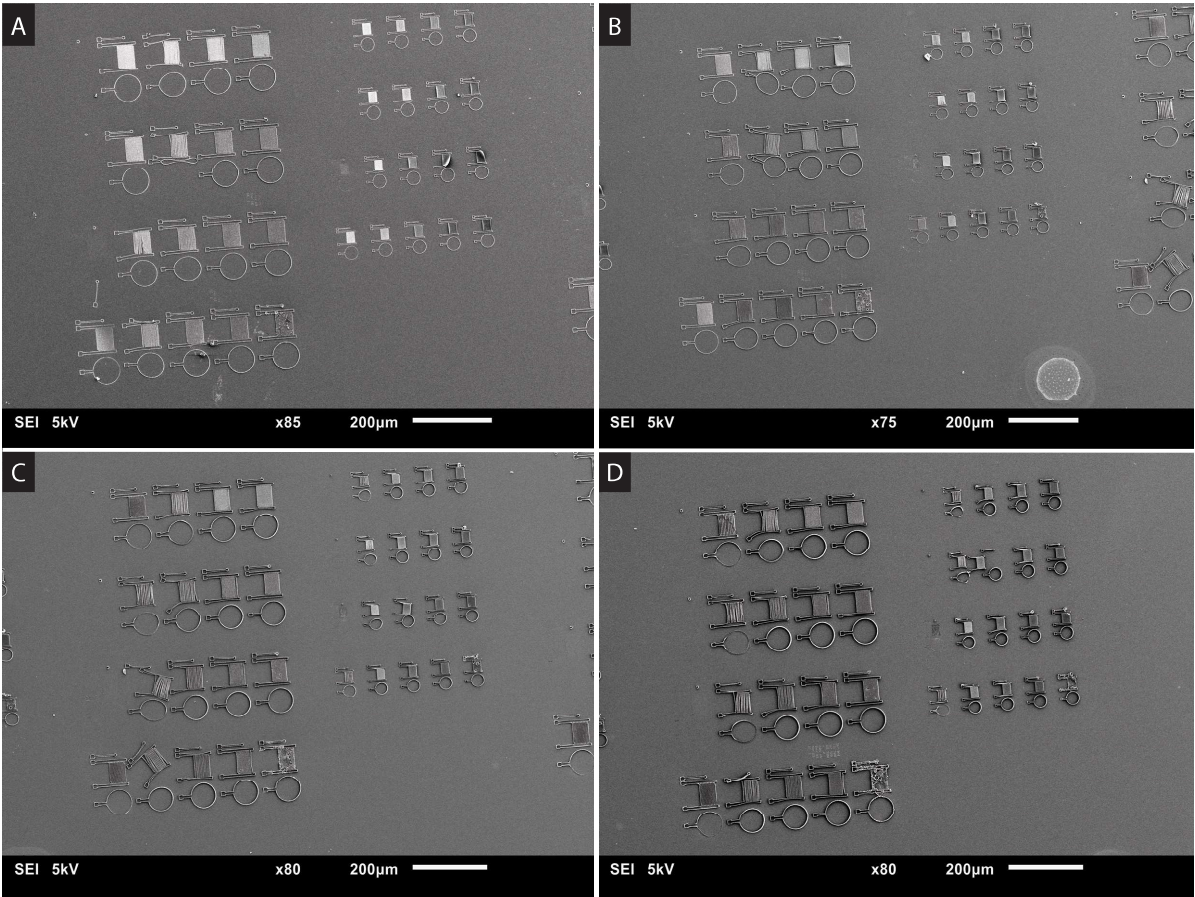 A
SEI 5kV x85 200µm
B
SEI 5kV x75 200µm
C
SEI 5kV x80 200µm
D
SEI 5kV x80 200µm